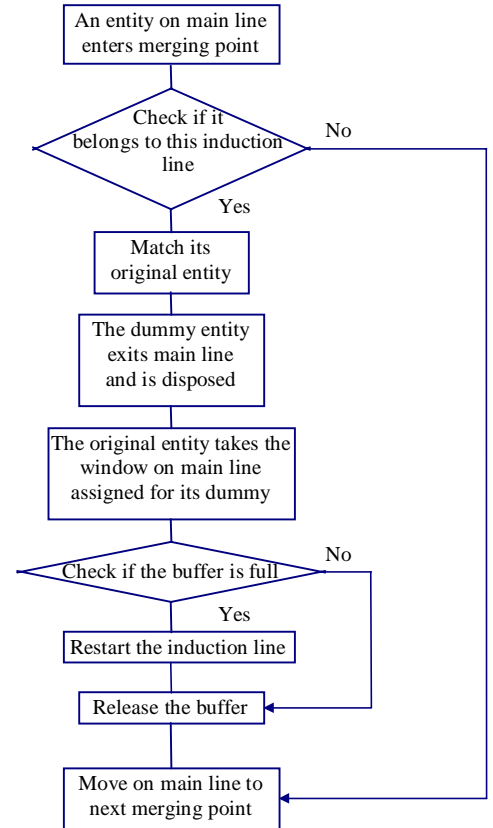 An entity on main line
enters merging point
Check if it
belongs to this induction
line
No
Yes
Match its
original entity
The dummy entity
exits main line
and is disposed
The original entity takes the
window on main line
assigned for its dummy
Check if the buffer is full
No
Yes
Restart the induction line
Release the buffer
Move on main line to
next merging point